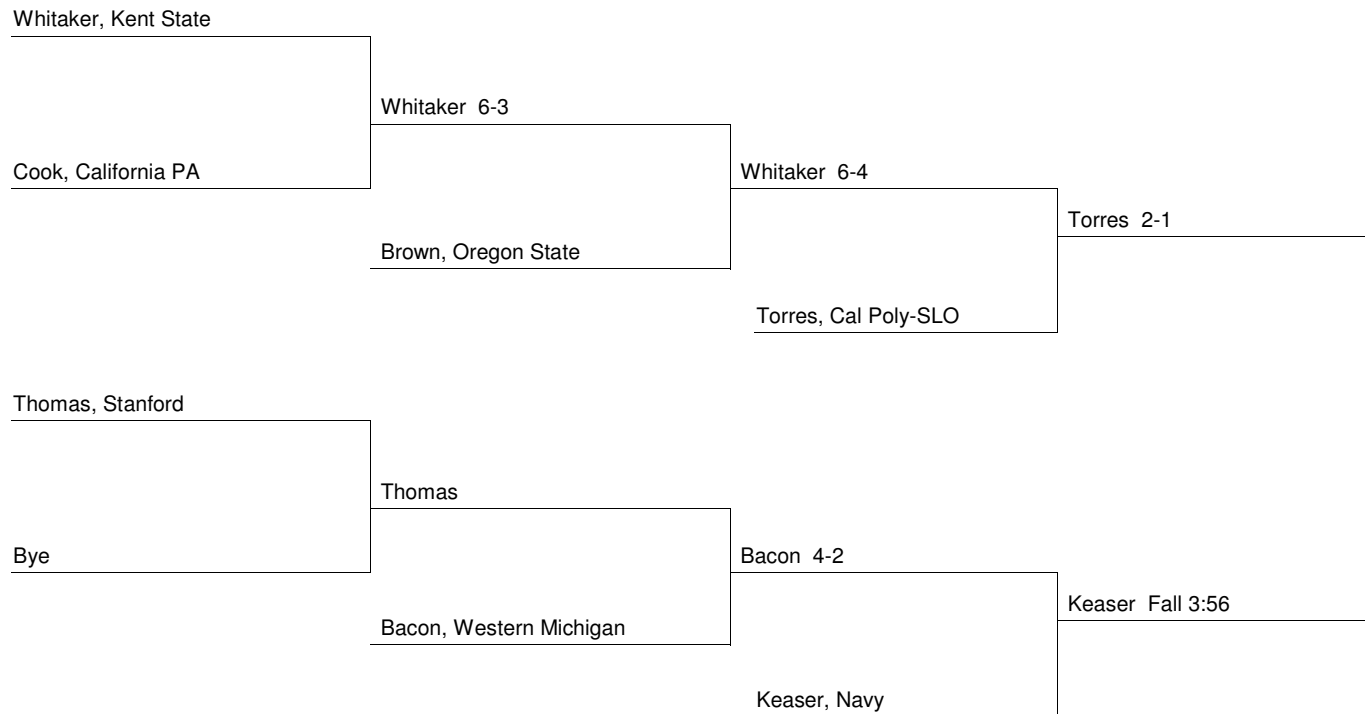 Whitaker, Kent State
Whitaker  6-3
Cook, California PA
Whitaker  6-4
Torres  2-1
Brown, Oregon State
Torres, Cal Poly-SLO
Thomas, Stanford
Thomas
Bye
Bacon  4-2
Keaser  Fall 3:56
Bacon, Western Michigan
Keaser, Navy